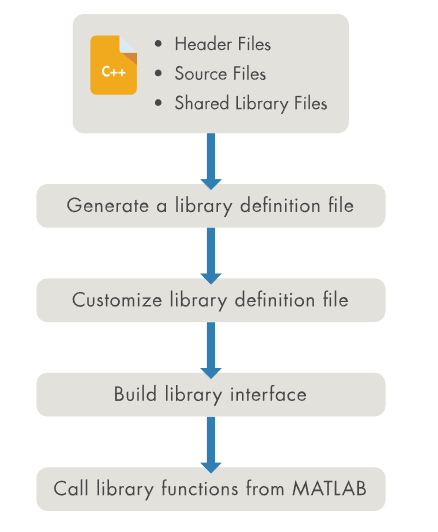 C++
• Header Files
• Source Files
• Shared Library Files
Generate a library definition file
Customize library definition file
Build library interface
Call library functions from MATLAB